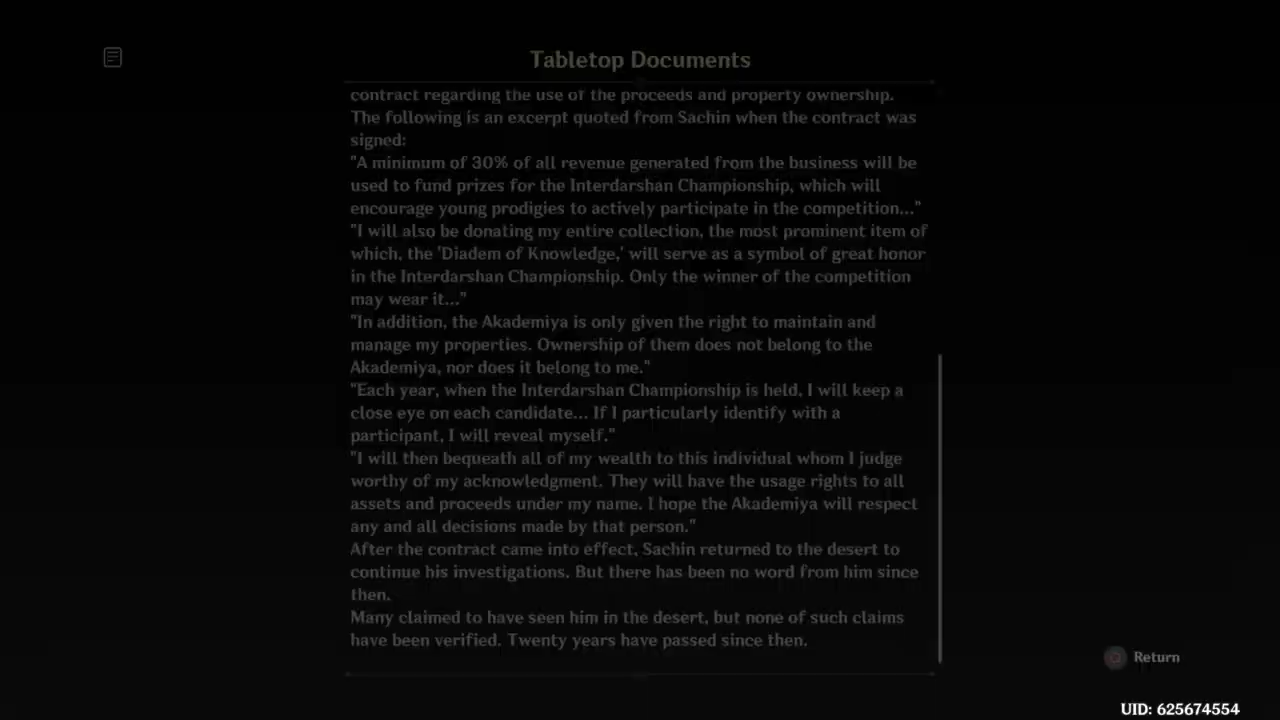 Tabletop Documents
contract regarding the use of the proceeds and property ownership.
The following is an excerpt quoted from Sachin when the contract was
signed:
"A minimum of 30% of all revenue generated from the business will be
used to fund prizes for the Interdarshan Championship, which will
encourage young prodigies to actively participate in the competition..."
"I will also be donating my entire collection, the most prominent item of
which, the 'Diadem of Knowledge,' will serve as a symbol of great honor
in the Interdarshan Championship. Only the winner of the competition
may wear it..."
"In addition, the Akademiya is only given the right to maintain and
manage my properties. Ownership of them does not belong to the
Akademiya, nor does it belong to me."
"Each year, when the Interdarshan Championship is held, I will keep a
close eye on each candidate... If I particularly identify with a
participant, I will reveal myself."
"I will then bequeath all of my wealth to this individual whom I judge
worthy of my acknowledgment. They will have the usage rights to all
assets and proceeds under my name. I hope the Akademiya will respect
any and all decisions made by that person."
After the contract came into effect, Sachin returned to the desert to
continue his investigations. But there has been no word from him since
then.
Many claimed to have seen him in the desert, but none of such claims
have been verified. Twenty years have passed since then.
Return
UID: 625674554